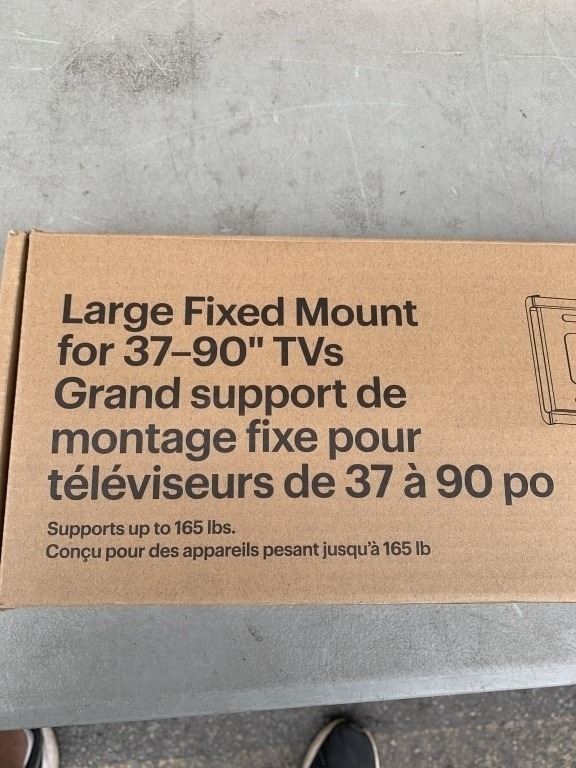 Large Fixed Mount
for 37–90" TVs
Grand support de
montage fixe pour
téléviseurs de 37 à 90 po
Supports up to 165 lbs.
Conçu pour des appareils pesant jusqu'à 165 lb